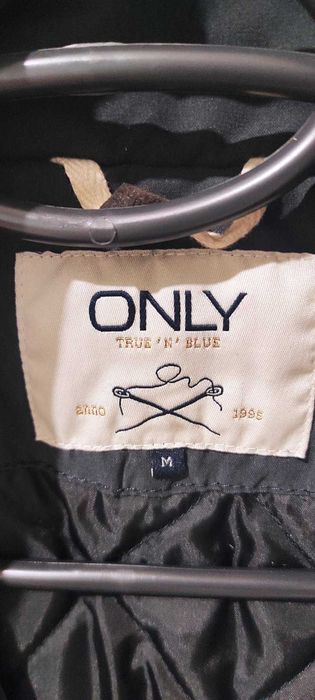 ONLY
TRUE 'N' BLUE
anno 1995
M